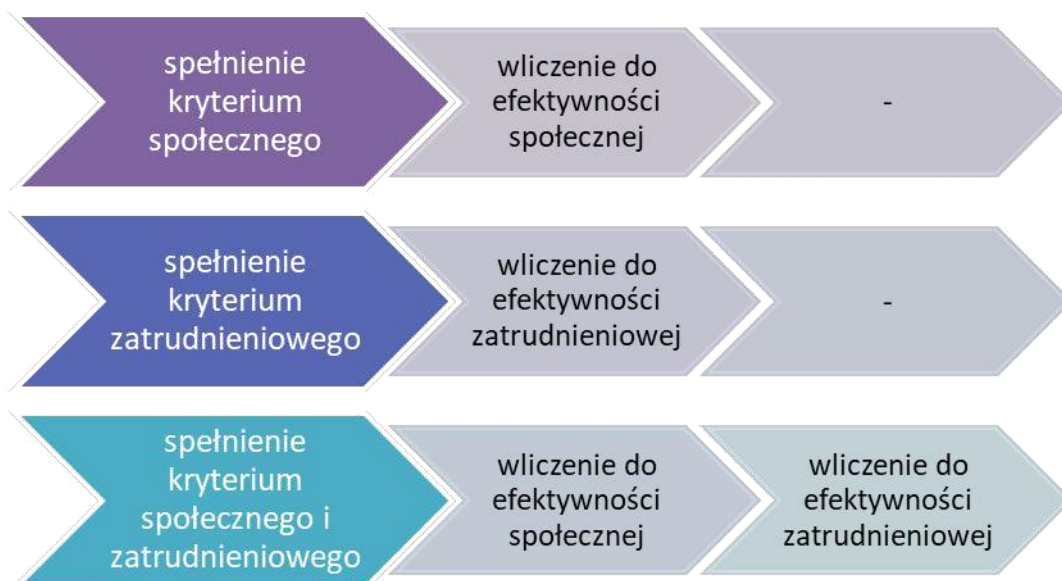 spełnienie
kryterium
społecznego
wliczenie do
efektywności
społecznej
-
spełnienie
kryterium
zatrudnieniowego
wliczenie do
efektywności
zatrudnieniowej
-
spełnienie
kryterium
społecznego i
zatrudnieniowego
wliczenie do
efektywności
społecznej
wliczenie do
efektywności
zatrudnieniowej